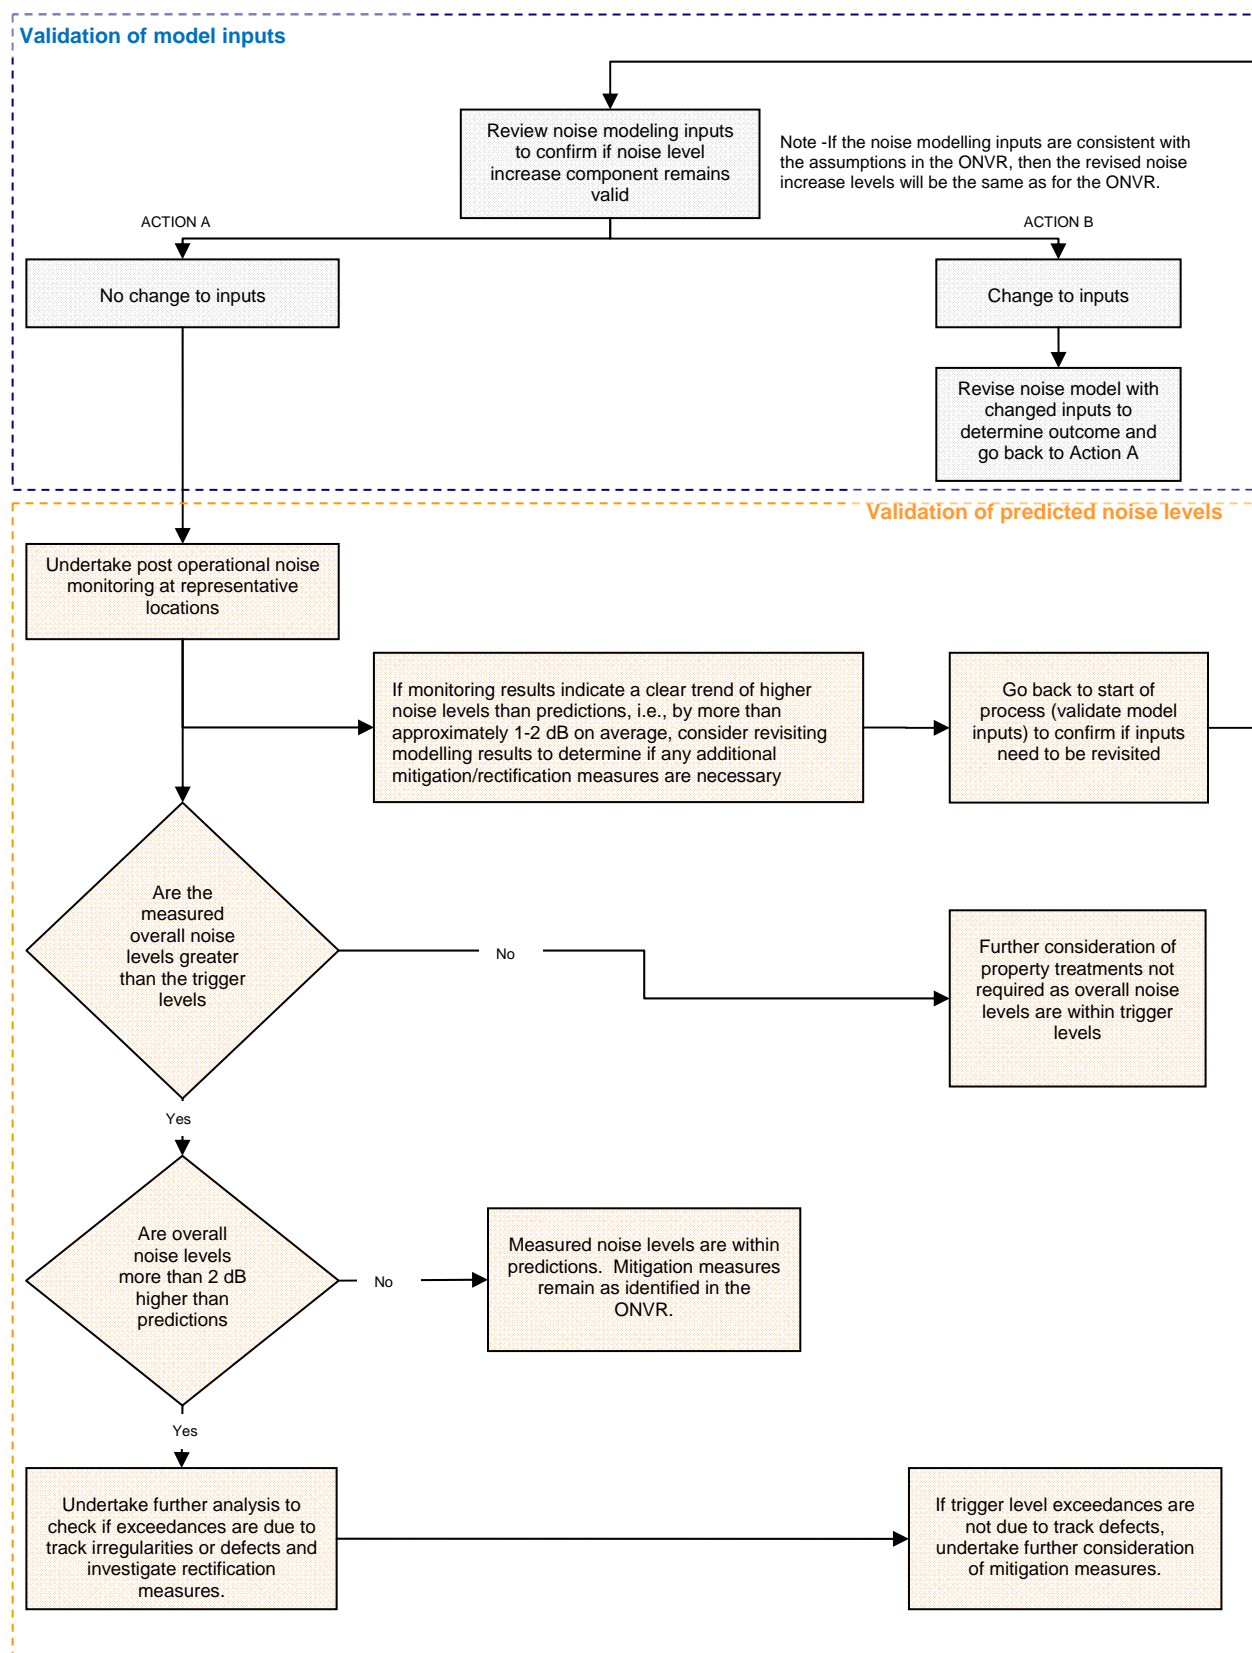 Validation of model inputs
Review noise modeling inputs
to confirm if noise level
increase component remains
valid
Note -If the noise modelling inputs are consistent with
the assumptions in the ONVR, then the revised noise
increase levels will be the same as for the ONVR.
ACTION A
ACTION B
No change to inputs
Change to inputs
Revise noise model with
changed inputs to
determine outcome and
go back to Action A
Validation of predicted noise levels
Undertake post operational noise
monitoring at representative
locations
If monitoring results indicate a clear trend of higher
noise levels than predictions, i.e., by more than
approximately 1-2 dB on average, consider revisiting
modelling results to determine if any additional
mitigation/rectification measures are necessary
Go back to start of
process (validate model
inputs) to confirm if inputs
need to be revisited
Are the
measured
overall noise
levels greater
than the trigger
levels
No
Further consideration of
property treatments not
required as overall noise
levels are within trigger
levels
Yes
Are overall
noise levels
more than 2 dB
higher than
predictions
No
Measured noise levels are within
predictions.  Mitigation measures
remain as identified in the
ONVR.
Yes
Undertake further analysis to
check if exceedances are due to
track irregularities or defects and
investigate rectification
measures.
If trigger level exceedances are
not due to track defects,
undertake further consideration
of mitigation measures.